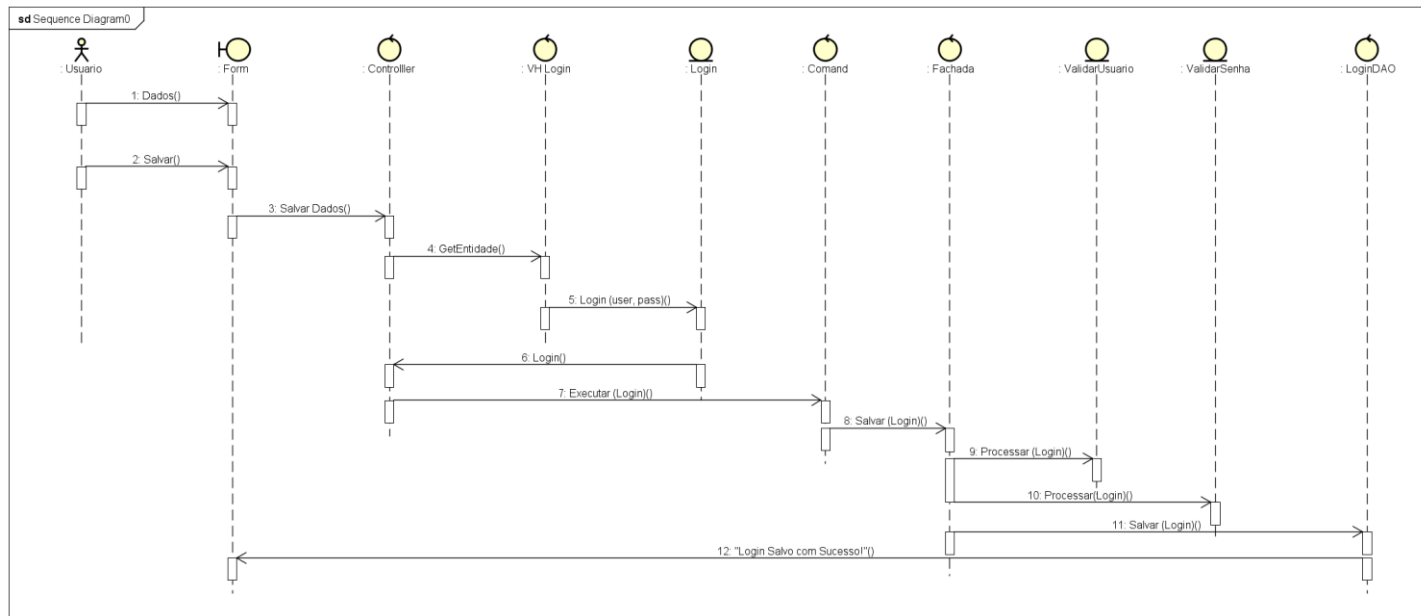 sd Sequence Diagram0
: Usuario
: Form
: Controlller
: VH Login
: Login
: Comand
: Fachada
: ValidarUsuario
: ValidarSenha
: LoginDAO
1: Dados()
2: Salvar()
3: Salvar Dados()
4: GetEntidade()
5: Login (user, pass)()
6: Login()
7: Executar (Login)()
8: Salvar (Login)()
9: Processar (Login)()
10: Processar(Login)()
11: Salvar (Login)()
12: "Login Salvo com Sucesso!"()